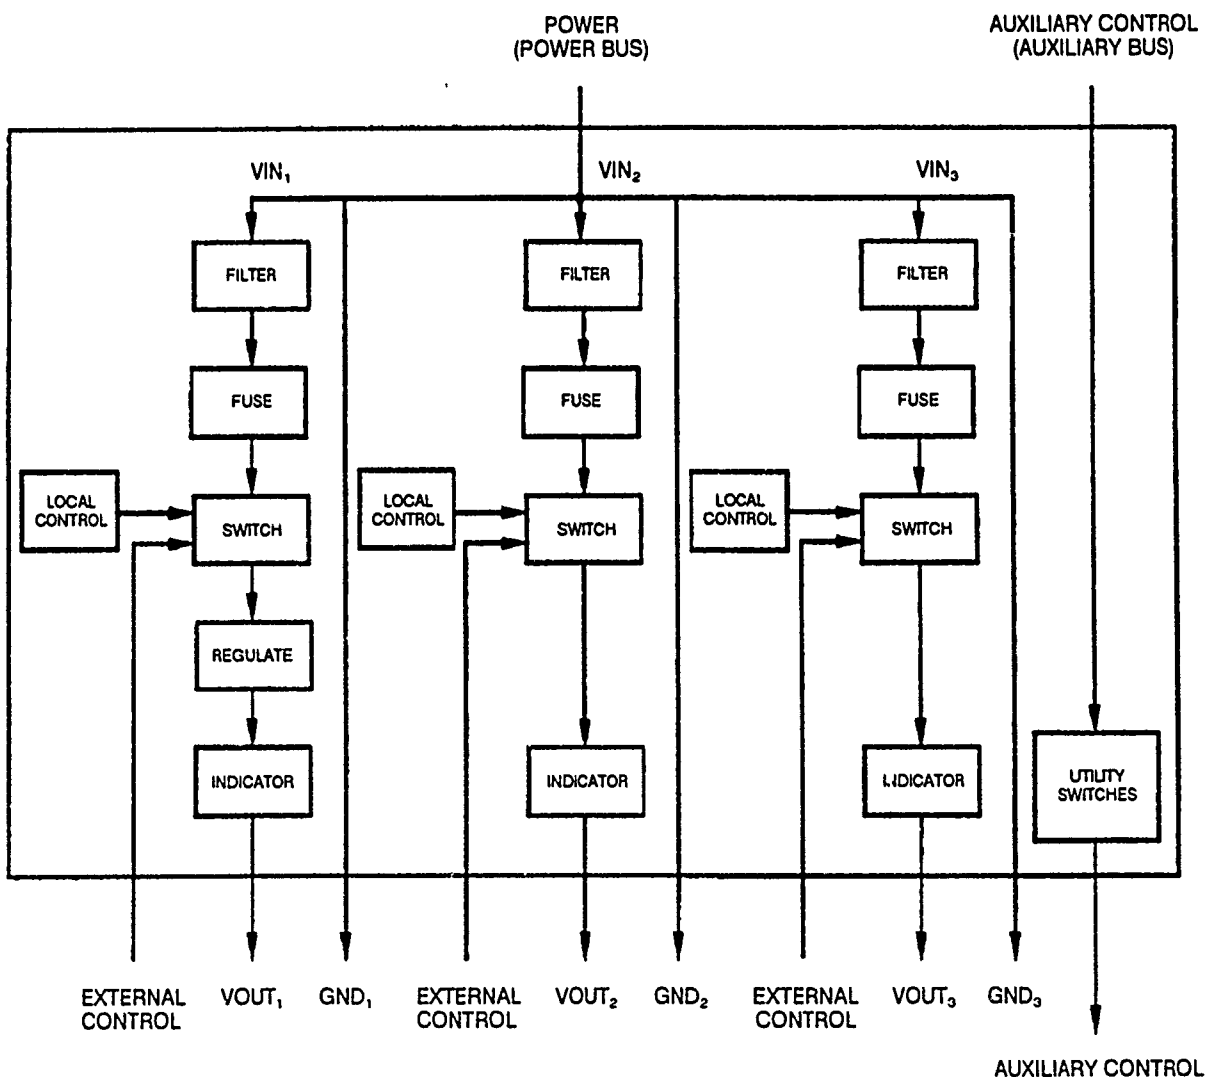 POWER
(POWER BUS)
AUXILIARY CONTROL
(AUXILIARY BUS)
VIN₁
VIN₂
VIN₃
FILTER
FILTER
FILTER
FUSE
FUSE
FUSE
LOCAL
CONTROL
SWITCH
LOCAL
CONTROL
SWITCH
LOCAL
CONTROL
SWITCH
REGULATE
INDICATOR
INDICATOR
INDICATOR
UTILITY
SWITCHES
EXTERNAL
CONTROL
VOUT₁
GND₁
EXTERNAL
CONTROL
VOUT₂
GND₂
EXTERNAL
CONTROL
VOUT₃
GND₃
AUXILIARY CONTROL